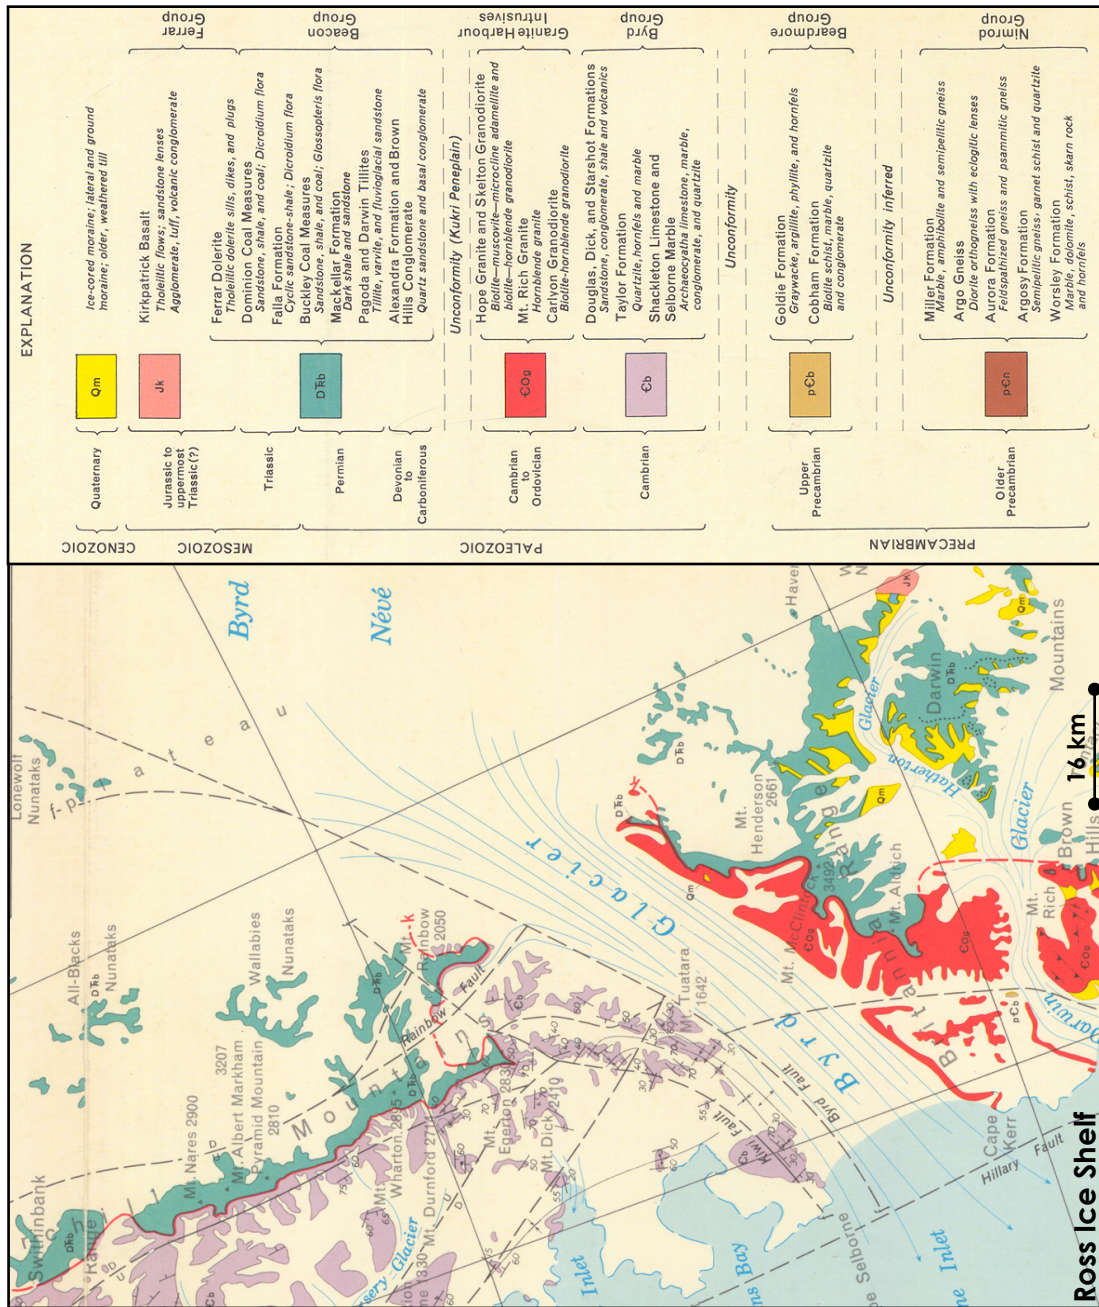 EXPLANATION
CENOZOIC
Quaternary
Qm
Ice-cored moraine; lateral and ground
moraine; older, weathered till
MESOZOIC
Jurassic to
uppermost
Triassic(?)
Jk
Kirkpatrick Basalt
Tholeiitic flows; sandstone lenses
Agglomerate, tuff, volcanic conglomerate
Ferrar
Group
Ferrar Dolerite
Tholeiitic dolerite sills, dikes, and plugs
Triassic
Dominion Coal Measures
Sandstone, shale, and coal; Dicroidium flora
Falla Formation
Cyclic sandstone-shale; Dicroidium flora
PALEOZOIC
Permian
DTRb
Buckley Coal Measures
Sandstone, shale, and coal; Glossopteris flora
Mackellar Formation
Dark shale and sandstone
Pagoda and Darwin Tillites
Tillite, varvite, and fluvioglacial sandstone
Beacon
Group
Devonian
to
Carboniferous
Alexandra Formation and Brown
Hills Conglomerate
Quartz sandstone and basal conglomerate
Unconformity (Kukri Peneplain)
Cambrian
to
Ordovician
ЄOg
Hope Granite and Skelton Granodiorite
Biotite—muscovite—microcline adamellite and
biotite—hornblende granodiorite
Mt. Rich Granite
Hornblende granite
Carlyon Granodiorite
Biotite-hornblende granodiorite
Granite Harbour
Intrusives
Cambrian
Єb
Douglas, Dick, and Starshot Formations
Sandstone, conglomerate, shale and volcanics
Taylor Formation
Quartzite, hornfels and marble
Shackleton Limestone and
Selborne Marble
Archaeocyatha limestone, marble,
conglomerate, and quartzite
Byrd
Group
Unconformity
PRECAMBRIAN
Upper
Precambrian
pЄb
Goldie Formation
Graywacke, argillite, phyllite, and hornfels
Cobham Formation
Biotite schist, marble, quartzite
and conglomerate
Beardmore
Group
Unconformity inferred
Older
Precambrian
pЄn
Miller Formation
Marble, amphibolite and semipelitic gneiss
Argo Gneiss
Diorite orthogneiss with eclogitic lenses
Aurora Formation
Feldspathized gneiss and psammitic gneiss
Argosy Formation
Semipelitic gneiss, garnet schist and quartzite
Worsley Formation
Marble, dolomite, schist, skarn rock
and hornfels
Nimrod
Group
Byrd
Névé
Lonewolf
Nunataks
f-plateau
All-Blacks
Nunataks
Wallabies
Nunataks
Mt.
Rainbow
2050
Rainbow Fault
3207
Mt. Albert Markham
Pyramid Mountain
2810
Mt. Nares 2900
Mountains
Swithinbank
Range
Mt.
Wharton 2895
Mt. Durnford 2711
Mt.
Egerton
Mt. Dick 2410
Mt. Tuatara
1642
Byrd
Glacier
Byrd Fault
Kiwi Fault
Hillary Fault
Glacier
Inlet
Inlet
Bay
Selborne
Cape
Kerr
Britannia
Range
Mt. McClintock
3492
Mt. Aldrich
Mt.
Henderson
2661
Hatherton
Glacier
Darwin
Mountains
Glacier
Brown
Hills
Mt.
Rich
Haven
16 km
Ross Ice Shelf